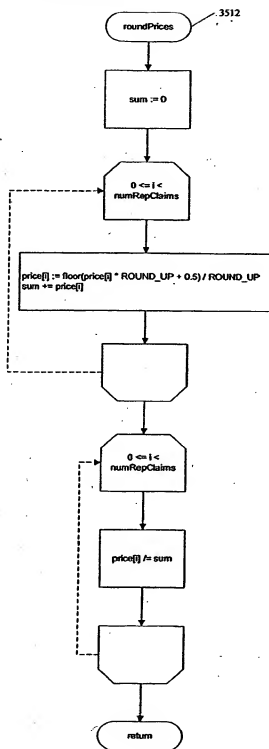 roundPrices
3512
sum := 0
0 <= i <
numRepClaims
price[i] := floor(price[i] * ROUND_UP + 0.5) / ROUND_UP
sum += price[i]
0 <= i <
numRepClaims
price[i] /= sum
return